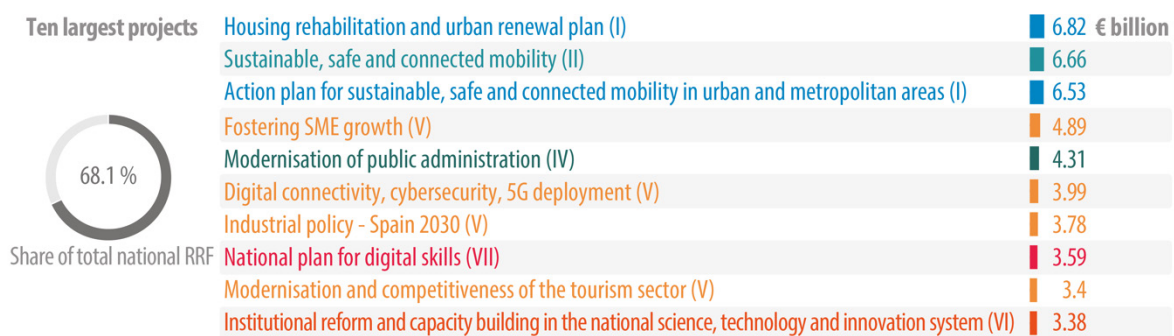 Ten largest projects
Housing rehabilitation and urban renewal plan (I) 6.82 € billion
Sustainable, safe and connected mobility (II) 6.66
Action plan for sustainable, safe and connected mobility in urban and metropolitan areas (I) 6.53
Fostering SME growth (V) 4.89
Modernisation of public administration (IV) 4.31
Digital connectivity, cybersecurity, 5G deployment (V) 3.99
Industrial policy - Spain 2030 (V) 3.78
National plan for digital skills (VII) 3.59
Modernisation and competitiveness of the tourism sector (V) 3.4
Institutional reform and capacity building in the national science, technology and innovation system (VI) 3.38
68.1 %
Share of total national RRF